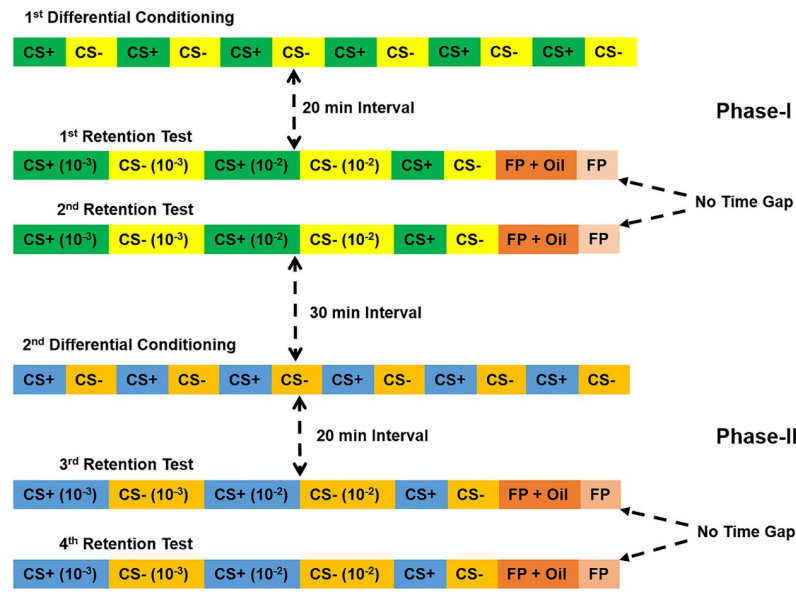 1st Differential Conditioning
CS+ CS- CS+ CS- CS+ CS- CS+ CS- CS+ CS- CS+ CS-
20 min Interval
Phase-I
1st Retention Test
CS+ (10-3) CS- (10-3) CS+ (10-2) CS- (10-2) CS+ CS- FP + Oil FP
No Time Gap
2nd Retention Test
CS+ (10-3) CS- (10-3) CS+ (10-2) CS- (10-2) CS+ CS- FP + Oil FP
30 min Interval
2nd Differential Conditioning
CS+ CS- CS+ CS- CS+ CS- CS+ CS- CS+ CS- CS+ CS-
20 min Interval
Phase-II
3rd Retention Test
CS+ (10-3) CS- (10-3) CS+ (10-2) CS- (10-2) CS+ CS- FP + Oil FP
No Time Gap
4th Retention Test
CS+ (10-3) CS- (10-3) CS+ (10-2) CS- (10-2) CS+ CS- FP + Oil FP